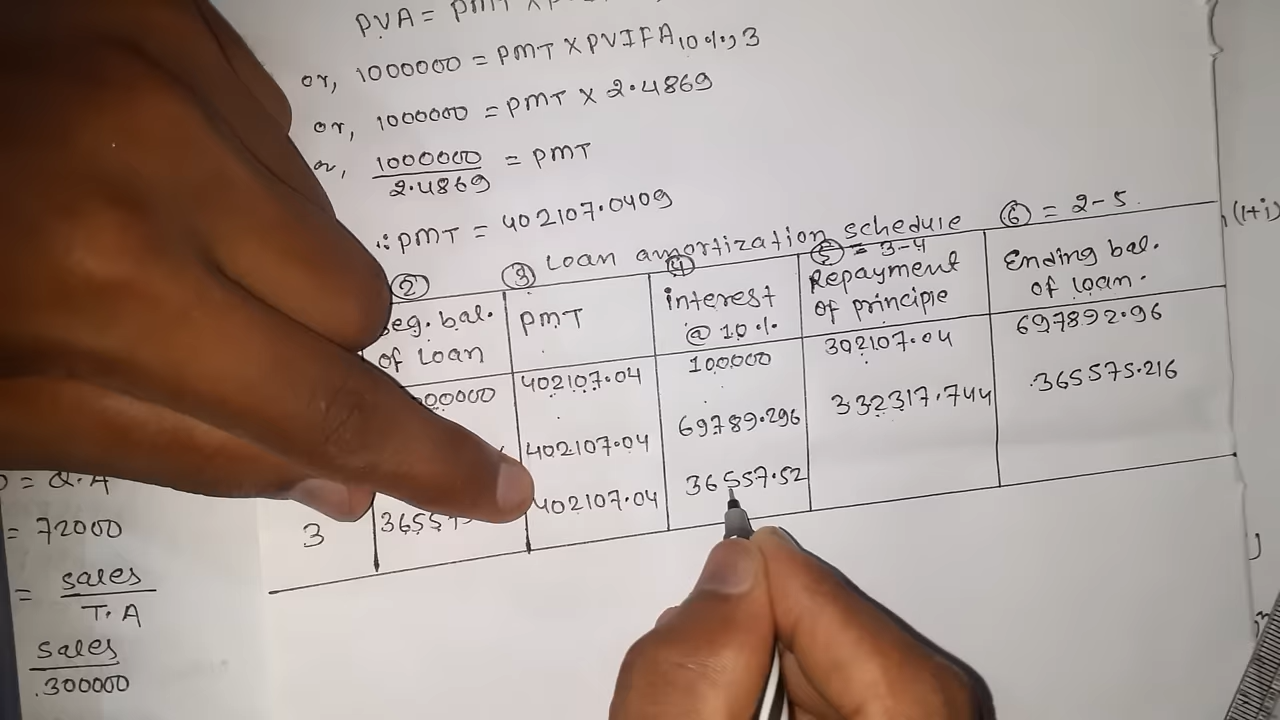 PVA = PMT X
or, 1000000 = PMT X PVIFA10%, 3
or, 1000000 = PMT X 2.4869
or, 1000000 / 2.4869 = PMT
∴ PMT = 402107.0409
Loan amortization schedule
② ③ ④ ⑤ = 3-4 ⑥ = 2-5
Beg. bal. of Loan | PMT | interest @ 10% | Repayment of principle | Ending bal. of loan.
402107.04 | 100000 | 302107.04 | 697892.96
402107.04 | 69789.296 | 332317.744 | 365575.216
3 | 402107.04 | 36557.52
(1+i)
= 72000
= sales / T.A
sales / 300000